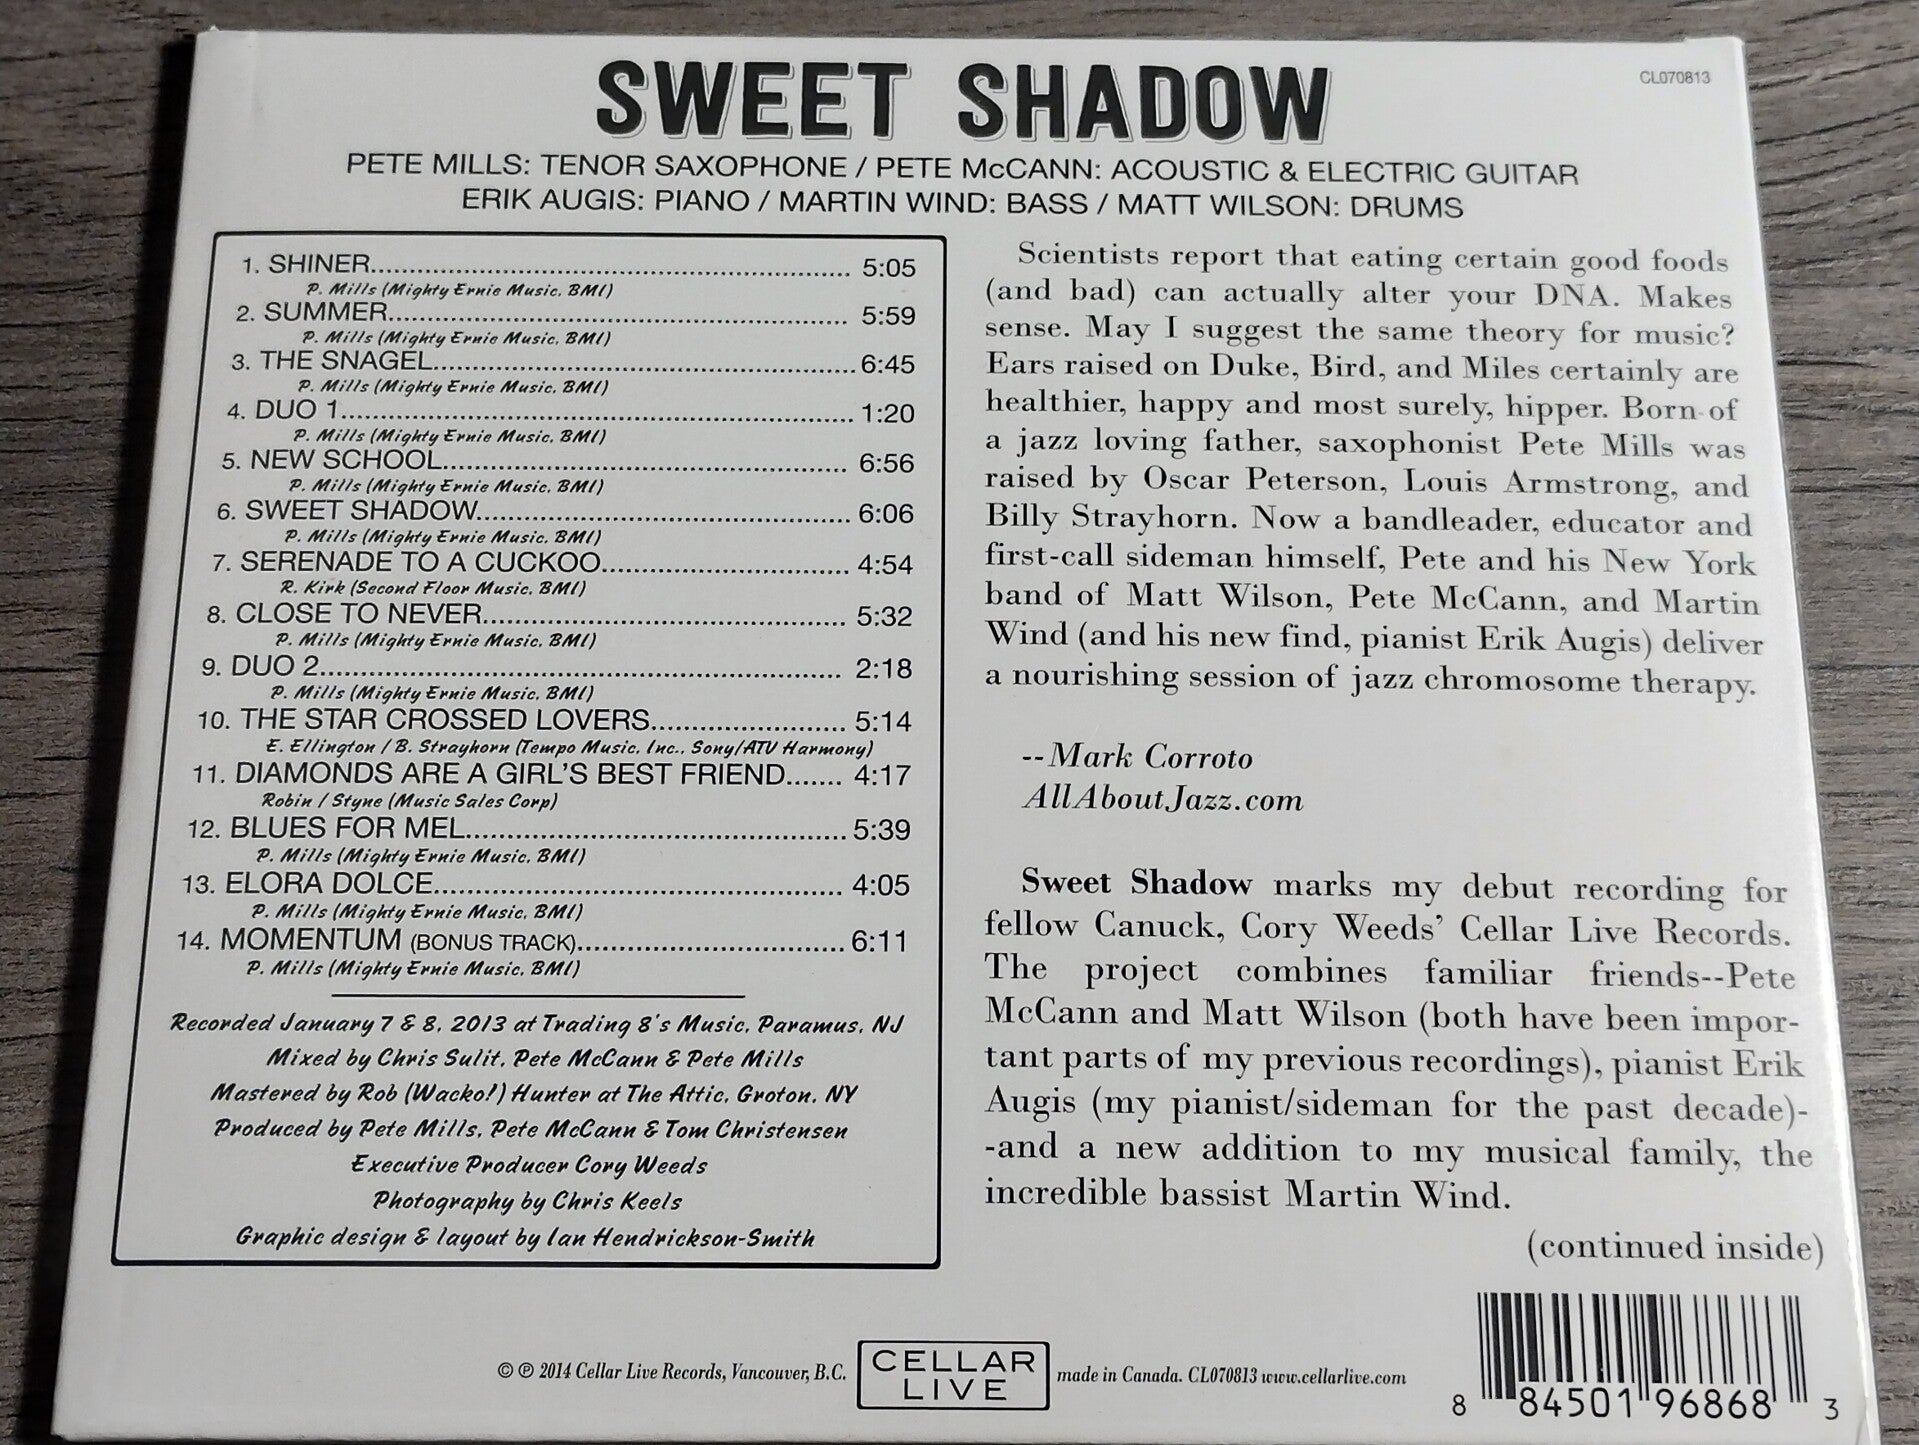 SWEET SHADOW
CL070813
PETE MILLS: TENOR SAXOPHONE / PETE McCANN: ACOUSTIC & ELECTRIC GUITAR
ERIK AUGIS: PIANO / MARTIN WIND: BASS / MATT WILSON: DRUMS
1. SHINER............................................................. 5:05
P. Mills (Mighty Ernie Music, BMI)
2. SUMMER........................................................... 5:59
P. Mills (Mighty Ernie Music, BMI)
3. THE SNAGEL......................................................6:45
P. Mills (Mighty Ernie Music, BMI)
4. DUO 1................................................................. 1:20
P. Mills (Mighty Ernie Music, BMI)
5. NEW SCHOOL.................................................... 6:56
P. Mills (Mighty Ernie Music, BMI)
6. SWEET SHADOW................................................ 6:06
P. Mills (Mighty Ernie Music, BMI)
7. SERENADE TO A CUCKOO................................ 4:54
R. Kirk (Second Floor Music, BMI)
8. CLOSE TO NEVER............................................... 5:32
P. Mills (Mighty Ernie Music, BMI)
9. DUO 2................................................................... 2:18
P. Mills (Mighty Ernie Music, BMI)
10. THE STAR CROSSED LOVERS......................... 5:14
E. Ellington / B. Strayhorn (Tempo Music, Inc., Sony/ATV Harmony)
11. DIAMONDS ARE A GIRL'S BEST FRIEND....... 4:17
Robin / Styne (Music Sales Corp)
12. BLUES FOR MEL................................................. 5:39
P. Mills (Mighty Ernie Music, BMI)
13. ELORA DOLCE.................................................... 4:05
P. Mills (Mighty Ernie Music, BMI)
14. MOMENTUM (BONUS TRACK)..................................6:11
P. Mills (Mighty Ernie Music, BMI)
Recorded January 7 & 8, 2013 at Trading 8's Music, Paramus, NJ
Mixed by Chris Sulit, Pete McCann & Pete Mills
Mastered by Rob (Wacko!) Hunter at The Attic, Groton, NY
Produced by Pete Mills, Pete McCann & Tom Christensen
Executive Producer Cory Weeds
Photography by Chris Keels
Graphic design & layout by Ian Hendrickson-Smith
Scientists report that eating certain good foods
(and bad) can actually alter your DNA. Makes
sense. May I suggest the same theory for music?
Ears raised on Duke, Bird, and Miles certainly are
healthier, happy and most surely, hipper. Born of
a jazz loving father, saxophonist Pete Mills was
raised by Oscar Peterson, Louis Armstrong, and
Billy Strayhorn. Now a bandleader, educator and
first-call sideman himself, Pete and his New York
band of Matt Wilson, Pete McCann, and Martin
Wind (and his new find, pianist Erik Augis) deliver
a nourishing session of jazz chromosome therapy.
--Mark Corroto
AllAboutJazz.com
Sweet Shadow marks my debut recording for
fellow Canuck, Cory Weeds' Cellar Live Records.
The project combines familiar friends--Pete
McCann and Matt Wilson (both have been impor-
tant parts of my previous recordings), pianist Erik
Augis (my pianist/sideman for the past decade)-
-and a new addition to my musical family, the
incredible bassist Martin Wind.
(continued inside)
© ℗ 2014 Cellar Live Records, Vancouver, B.C.
CELLAR
LIVE
made in Canada. CL070813 www.cellarlive.com
8 84501 96868 3